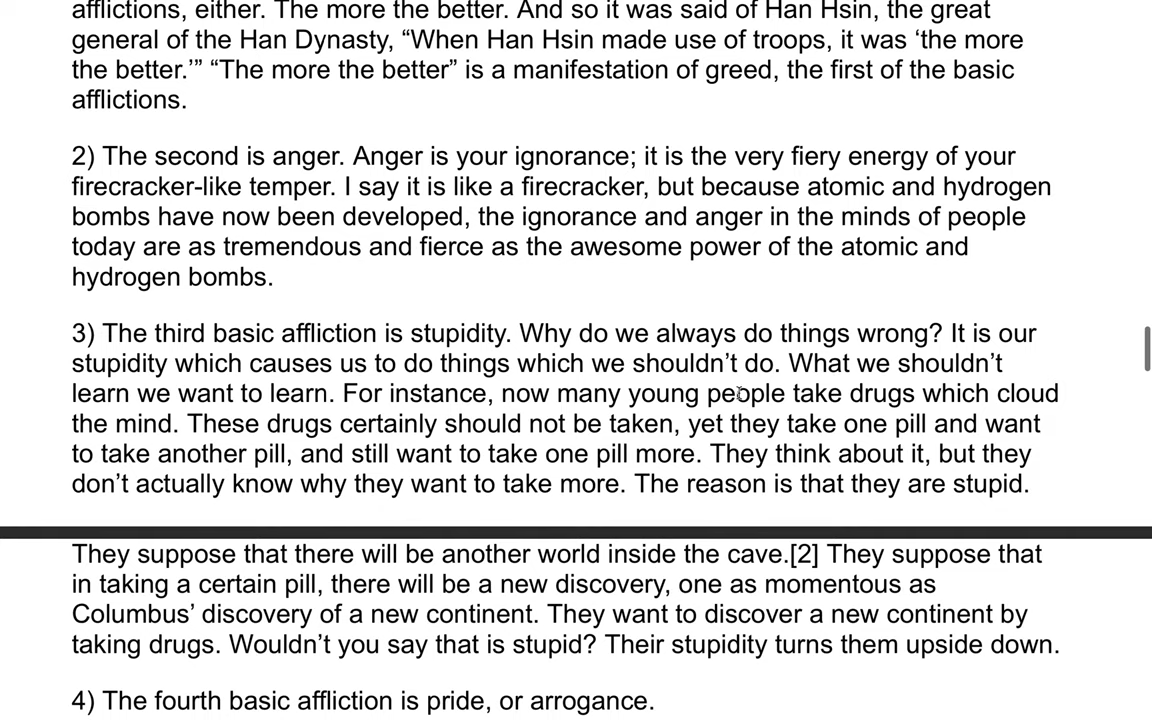 afflictions, either. The more the better. And so it was said of Han Hsin, the great
general of the Han Dynasty, “When Han Hsin made use of troops, it was ‘the more
the better.’” “The more the better” is a manifestation of greed, the first of the basic
afflictions.
2) The second is anger. Anger is your ignorance; it is the very fiery energy of your
firecracker-like temper. I say it is like a firecracker, but because atomic and hydrogen
bombs have now been developed, the ignorance and anger in the minds of people
today are as tremendous and fierce as the awesome power of the atomic and
hydrogen bombs.
3) The third basic affliction is stupidity. Why do we always do things wrong? It is our
stupidity which causes us to do things which we shouldn’t do. What we shouldn’t
learn we want to learn. For instance, now many young people take drugs which cloud
the mind. These drugs certainly should not be taken, yet they take one pill and want
to take another pill, and still want to take one pill more. They think about it, but they
don’t actually know why they want to take more. The reason is that they are stupid.
They suppose that there will be another world inside the cave.[2] They suppose that
in taking a certain pill, there will be a new discovery, one as momentous as
Columbus’ discovery of a new continent. They want to discover a new continent by
taking drugs. Wouldn’t you say that is stupid? Their stupidity turns them upside down.
4) The fourth basic affliction is pride, or arrogance.